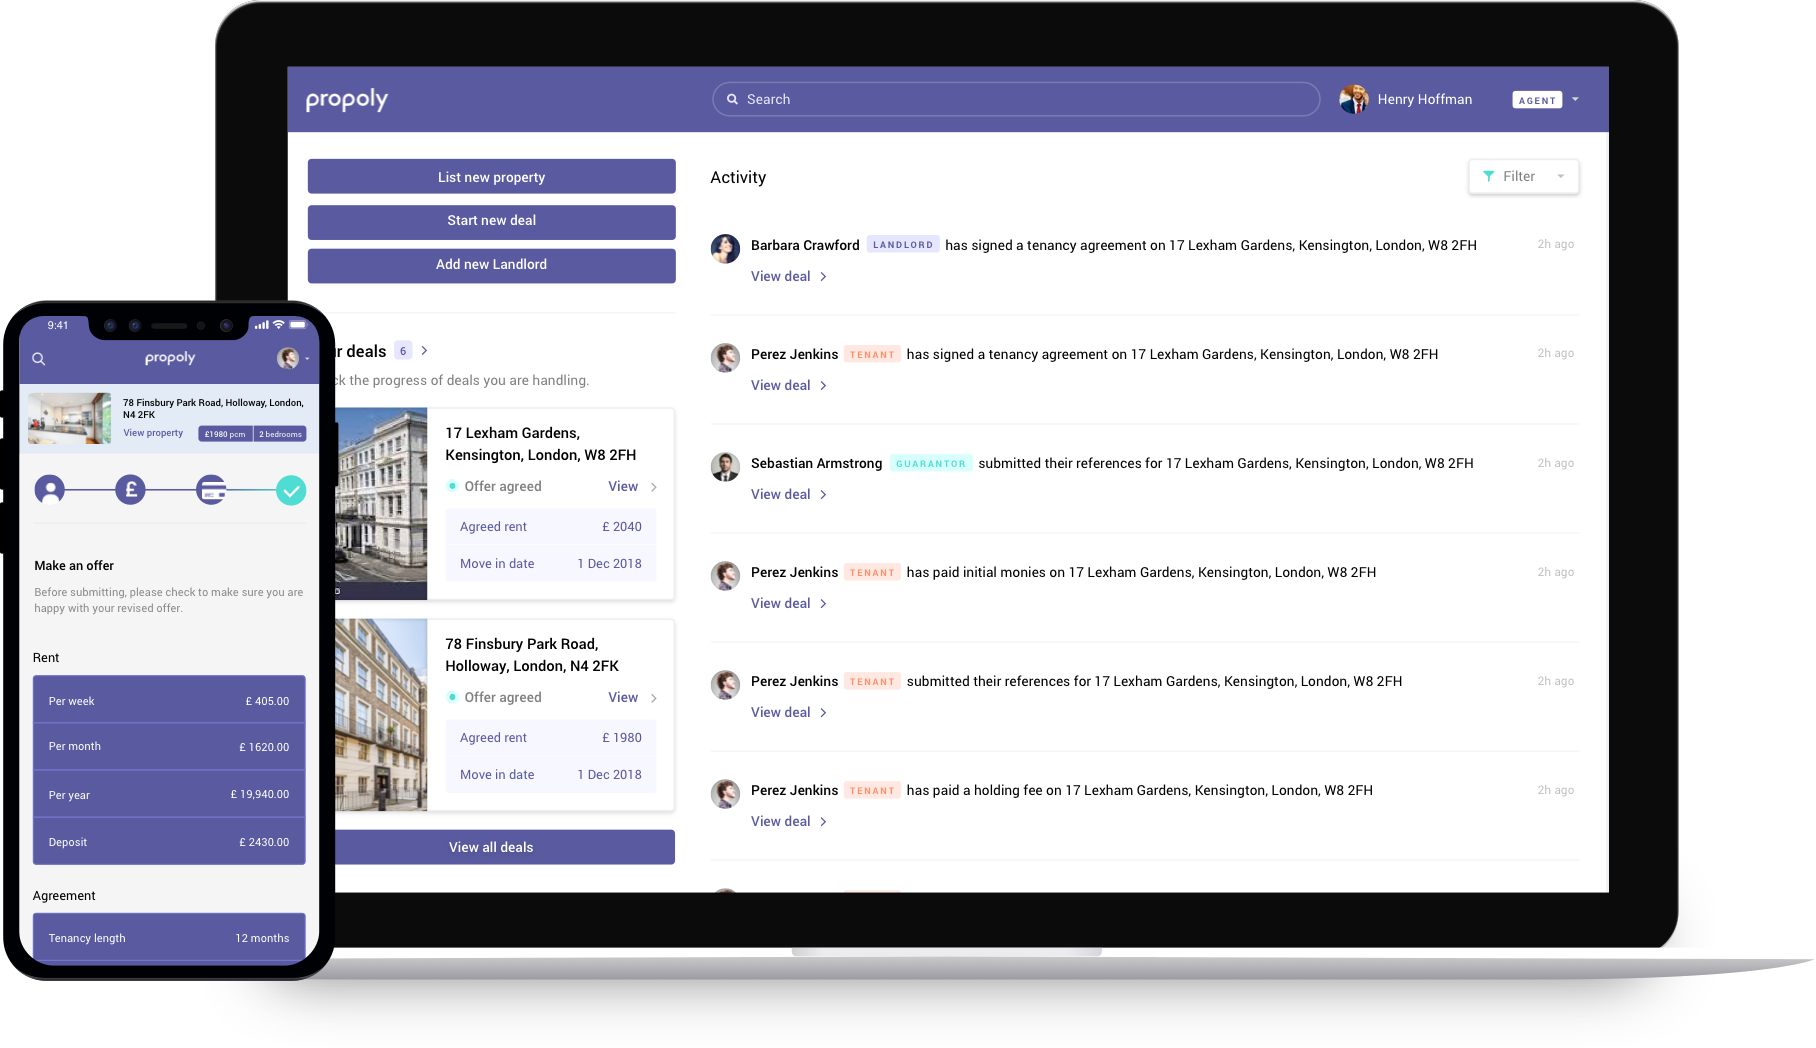 propoly
Search
Henry Hoffman
AGENT
List new property
Start new deal
Add new Landlord
r deals 6
ck the progress of deals you are handling.
17 Lexham Gardens,
Kensington, London, W8 2FH
Offer agreed View
Agreed rent £ 2040
Move in date 1 Dec 2018
78 Finsbury Park Road,
Holloway, London, N4 2FK
Offer agreed View
Agreed rent £ 1980
Move in date 1 Dec 2018
View all deals
Activity
Filter
Barbara Crawford LANDLORD has signed a tenancy agreement on 17 Lexham Gardens, Kensington, London, W8 2FH 2h ago
View deal
Perez Jenkins TENANT has signed a tenancy agreement on 17 Lexham Gardens, Kensington, London, W8 2FH 2h ago
View deal
Sebastian Armstrong GUARANTOR submitted their references for 17 Lexham Gardens, Kensington, London, W8 2FH 2h ago
View deal
Perez Jenkins TENANT has paid initial monies on 17 Lexham Gardens, Kensington, London, W8 2FH 2h ago
View deal
Perez Jenkins TENANT submitted their references for 17 Lexham Gardens, Kensington, London, W8 2FH 2h ago
View deal
Perez Jenkins TENANT has paid a holding fee on 17 Lexham Gardens, Kensington, London, W8 2FH 2h ago
View deal
9:41
propoly
78 Finsbury Park Road, Holloway, London,
N4 2FK
View property £1980 pcm 2 bedrooms
£
Make an offer
Before submitting, please check to make sure you are
happy with your revised offer.
Rent
Per week £ 405.00
Per month £ 1620.00
Per year £ 19,940.00
Deposit £ 2430.00
Agreement
Tenancy length 12 months